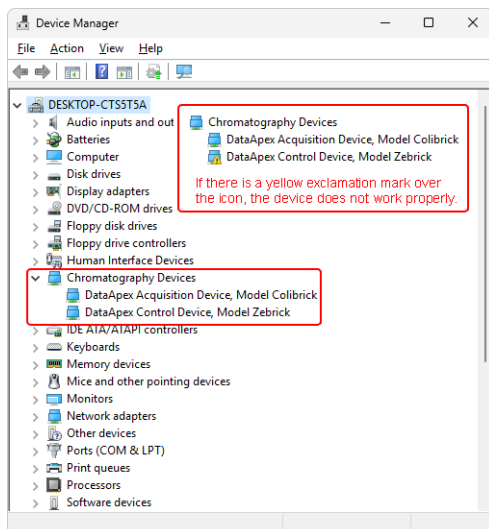 Device Manager
File Action View Help
DESKTOP-CTS5T5A
Audio inputs and out
Batteries
Computer
Disk drives
Display adapters
DVD/CD-ROM drives
Floppy disk drives
Floppy drive controllers
Human Interface Devices
Chromatography Devices
DataApex Acquisition Device, Model Colibrick
DataApex Control Device, Model Zebrick
IDE ATA/ATAPI controllers
Keyboards
Memory devices
Mice and other pointing devices
Monitors
Network adapters
Other devices
Ports (COM & LPT)
Print queues
Processors
Software devices
Chromatography Devices
DataApex Acquisition Device, Model Colibrick
DataApex Control Device, Model Zebrick
If there is a yellow exclamation mark over
the icon, the device does not work properly.